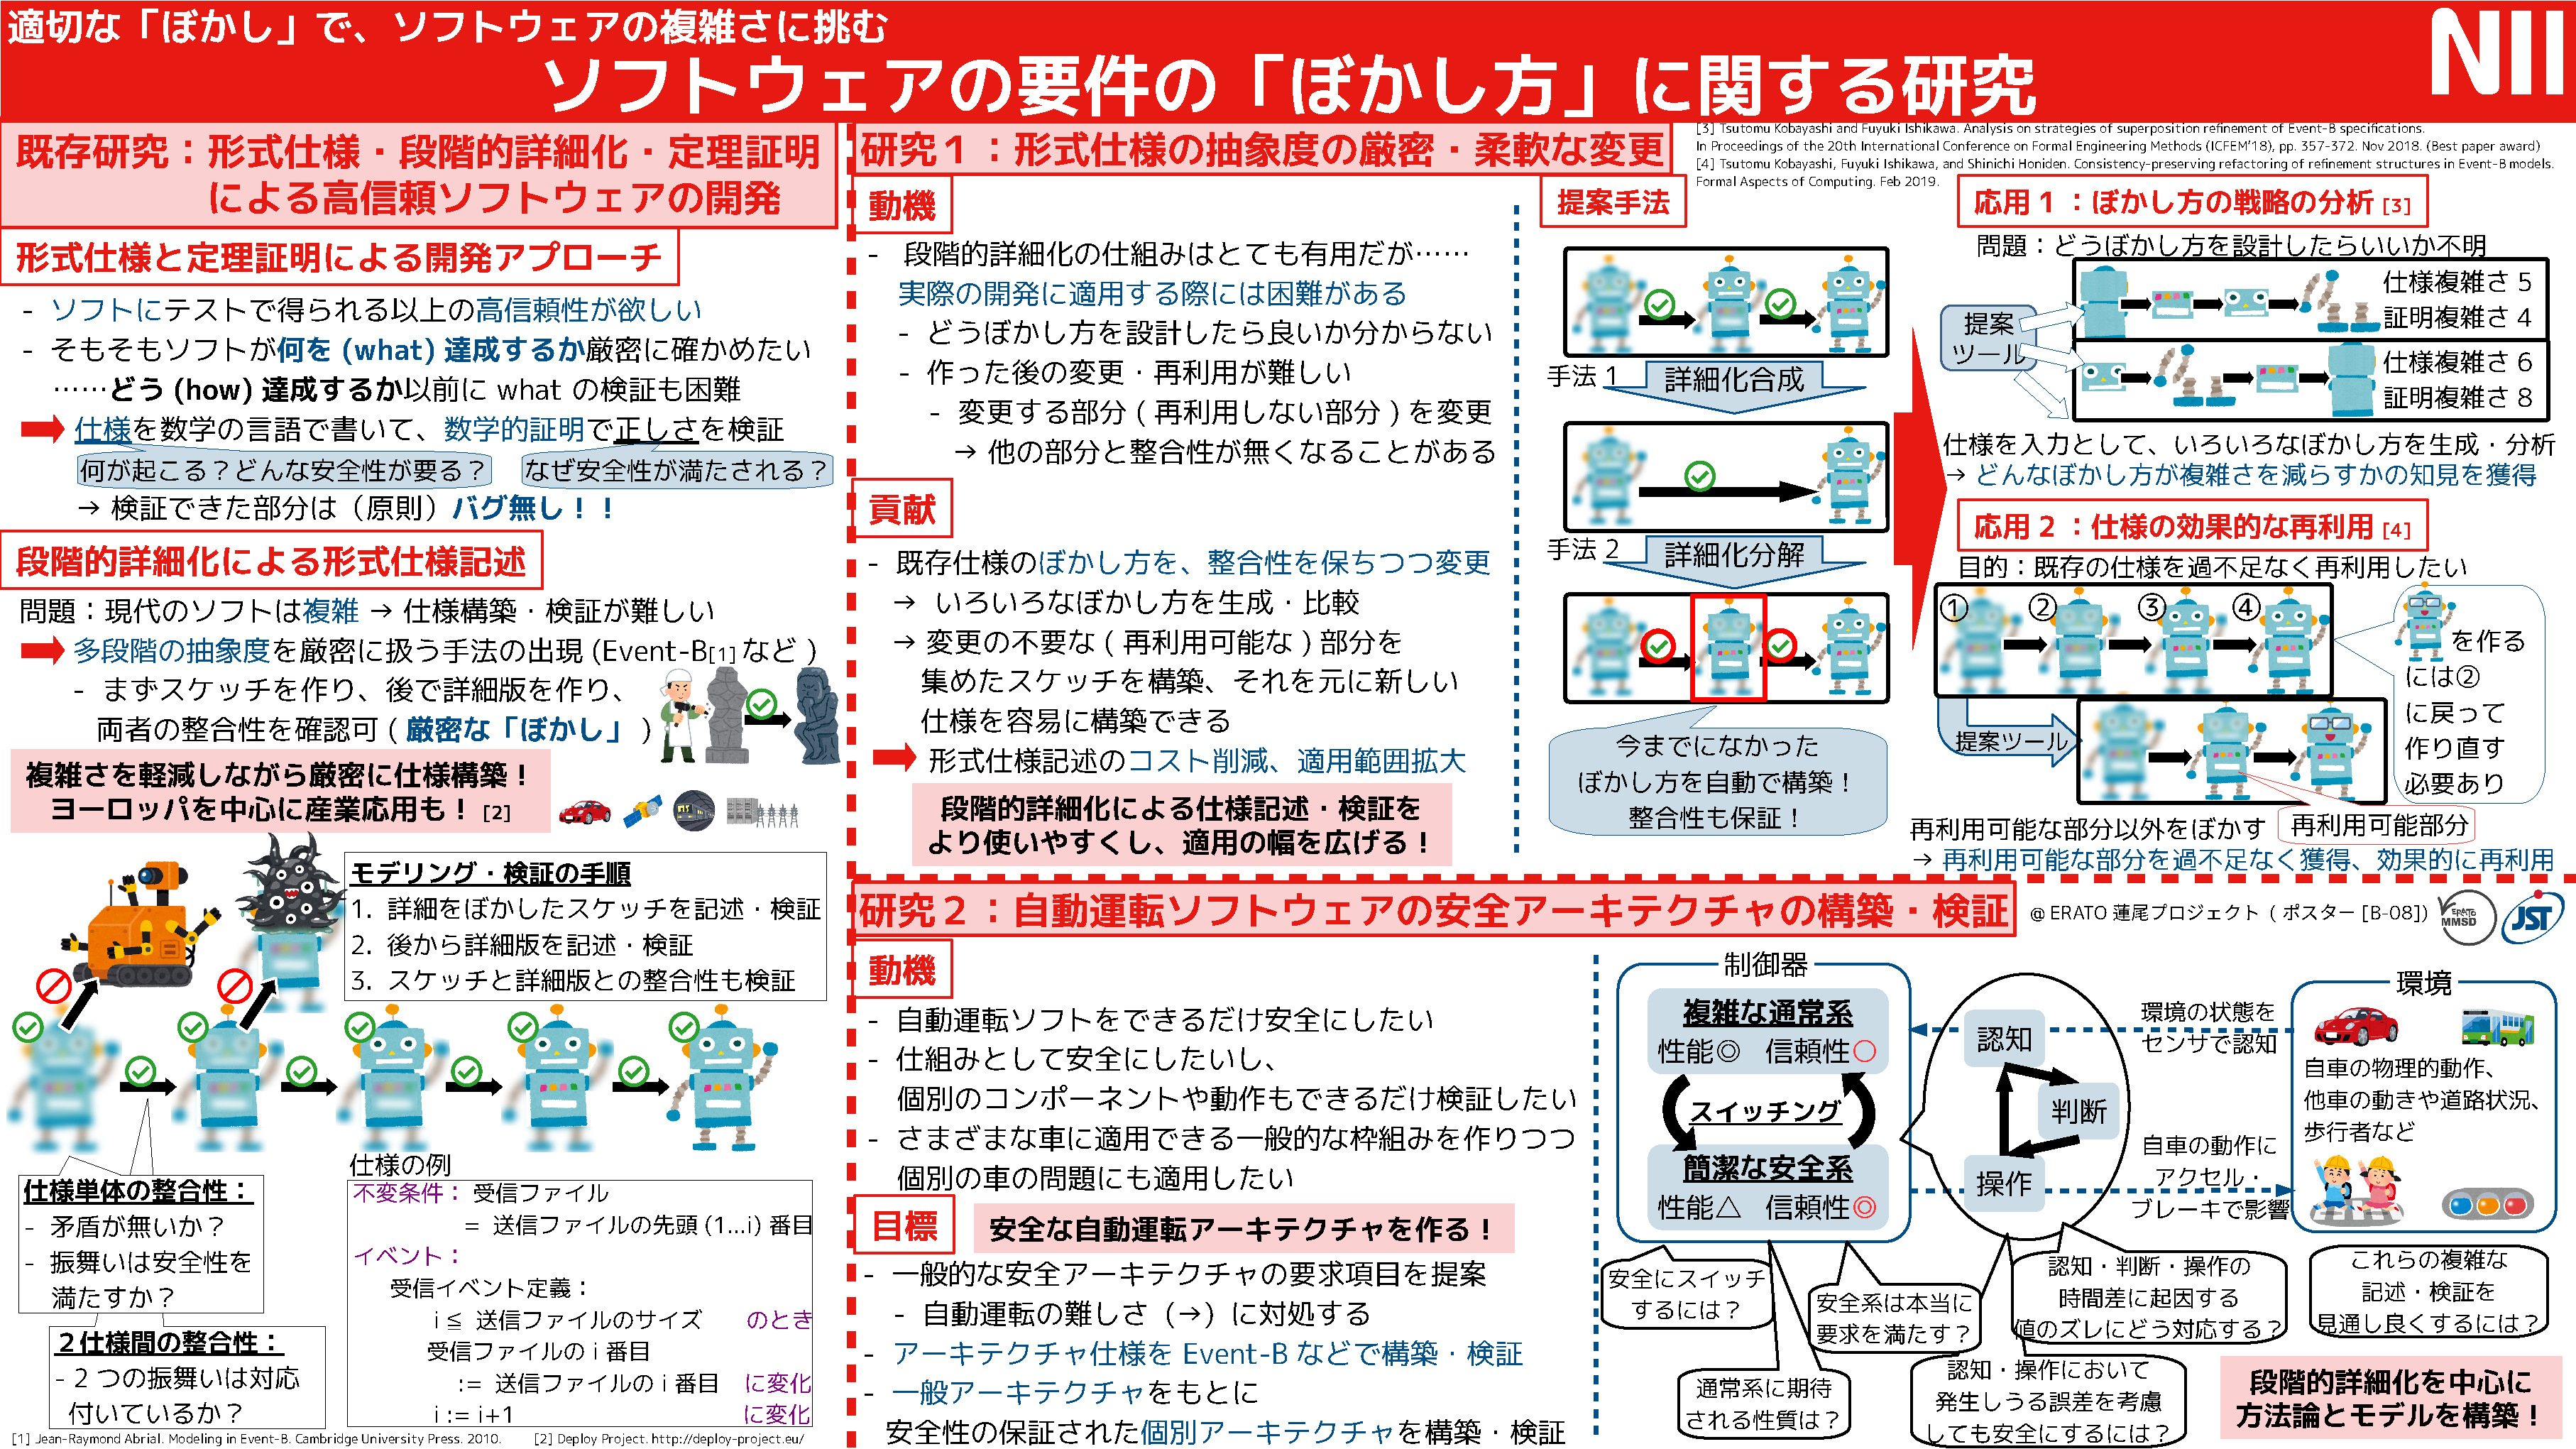 適切な「ぼかし」で、ソフトウェアの複雑さに挑む
ソフトウェアの要件の「ぼかし方」に関する研究
NII
既存研究：形式仕様・段階的詳細化・定理証明
による高信頼ソフトウェアの開発
形式仕様と定理証明による開発アプローチ
- ソフトにテストで得られる以上の高信頼性が欲しい
- そもそもソフトが何を (what) 達成するか厳密に確かめたい
……どう (how) 達成するか以前に what の検証も困難
仕様を数学の言語で書いて、数学的証明で正しさを検証
何が起こる？どんな安全性が要る？
なぜ安全性が満たされる？
→ 検証できた部分は（原則）バグ無し！！
段階的詳細化による形式仕様記述
問題：現代のソフトは複雑 → 仕様構築・検証が難しい
多段階の抽象度を厳密に扱う手法の出現 (Event-B[1] など )
- まずスケッチを作り、後で詳細版を作り、
両者の整合性を確認可 ( 厳密な「ぼかし」 )
複雑さを軽減しながら厳密に仕様構築！
ヨーロッパを中心に産業応用も！ [2]
モデリング・検証の手順
1. 詳細をぼかしたスケッチを記述・検証
2. 後から詳細版を記述・検証
3. スケッチと詳細版との整合性も検証
仕様単体の整合性：
- 矛盾が無いか？
- 振舞いは安全性を
満たすか？
２仕様間の整合性：
- 2 つの振舞いは対応
付いているか？
仕様の例
不変条件： 受信ファイル
= 送信ファイルの先頭 (1...i) 番目
イベント：
受信イベント定義：
i ≦ 送信ファイルのサイズ のとき
受信ファイルの i 番目
:= 送信ファイルの i 番目 に変化
i := i+1 に変化
[1] Jean-Raymond Abrial. Modeling in Event-B. Cambridge University Press. 2010.
[2] Deploy Project. http://deploy-project.eu/
研究１：形式仕様の抽象度の厳密・柔軟な変更
[3] Tsutomu Kobayashi and Fuyuki Ishikawa. Analysis on strategies of superposition refinement of Event-B specifications.
In Proceedings of the 20th International Conference on Formal Engineering Methods (ICFEM'18), pp. 357-372. Nov 2018. (Best paper award)
[4] Tsutomu Kobayashi, Fuyuki Ishikawa, and Shinichi Honiden. Consistency-preserving refactoring of refinement structures in Event-B models.
Formal Aspects of Computing. Feb 2019.
動機
- 段階的詳細化の仕組みはとても有用だが……
実際の開発に適用する際には困難がある
- どうぼかし方を設計したら良いか分からない
- 作った後の変更・再利用が難しい
- 変更する部分 ( 再利用しない部分 ) を変更
→ 他の部分と整合性が無くなることがある
貢献
- 既存仕様のぼかし方を、整合性を保ちつつ変更
→ いろいろなぼかし方を生成・比較
→ 変更の不要な ( 再利用可能な ) 部分を
集めたスケッチを構築、それを元に新しい
仕様を容易に構築できる
形式仕様記述のコスト削減、適用範囲拡大
段階的詳細化による仕様記述・検証を
より使いやすくし、適用の幅を広げる！
提案手法
手法 1
詳細化合成
手法 2
詳細化分解
今までになかった
ぼかし方を自動で構築！
整合性も保証！
応用１：ぼかし方の戦略の分析 [3]
問題：どうぼかし方を設計したらいいか不明
提案
ツール
仕様複雑さ 5
証明複雑さ 4
仕様複雑さ 6
証明複雑さ 8
仕様を入力として、いろいろなぼかし方を生成・分析
→ どんなぼかし方が複雑さを減らすかの知見を獲得
応用２：仕様の効果的な再利用 [4]
目的：既存の仕様を過不足なく再利用したい
① ② ③ ④
を作る
には②
に戻って
作り直す
必要あり
提案ツール
再利用可能な部分以外をぼかす
再利用可能部分
→ 再利用可能な部分を過不足なく獲得、効果的に再利用
研究２：自動運転ソフトウェアの安全アーキテクチャの構築・検証
@ ERATO 蓮尾プロジェクト ( ポスター [B-08])
ERATO
MMSD
JST
動機
- 自動運転ソフトをできるだけ安全にしたい
- 仕組みとして安全にしたいし、
個別のコンポーネントや動作もできるだけ検証したい
- さまざまな車に適用できる一般的な枠組みを作りつつ
個別の車の問題にも適用したい
目標
安全な自動運転アーキテクチャを作る！
- 一般的な安全アーキテクチャの要求項目を提案
- 自動運転の難しさ（→）に対処する
- アーキテクチャ仕様を Event-B などで構築・検証
- 一般アーキテクチャをもとに
安全性の保証された個別アーキテクチャを構築・検証
制御器
複雑な通常系
性能◎ 信頼性○
スイッチング
簡潔な安全系
性能△ 信頼性◎
認知
判断
操作
環境の状態を
センサで認知
自車の動作に
アクセル・
ブレーキで影響
環境
自車の物理的動作、
他車の動きや道路状況、
歩行者など
安全にスイッチ
するには？
通常系に期待
される性質は？
安全系は本当に
要求を満たす？
認知・判断・操作の
時間差に起因する
値のズレにどう対応する？
認知・操作において
発生しうる誤差を考慮
しても安全にするには？
これらの複雑な
記述・検証を
見通し良くするには？
段階的詳細化を中心に
方法論とモデルを構築！